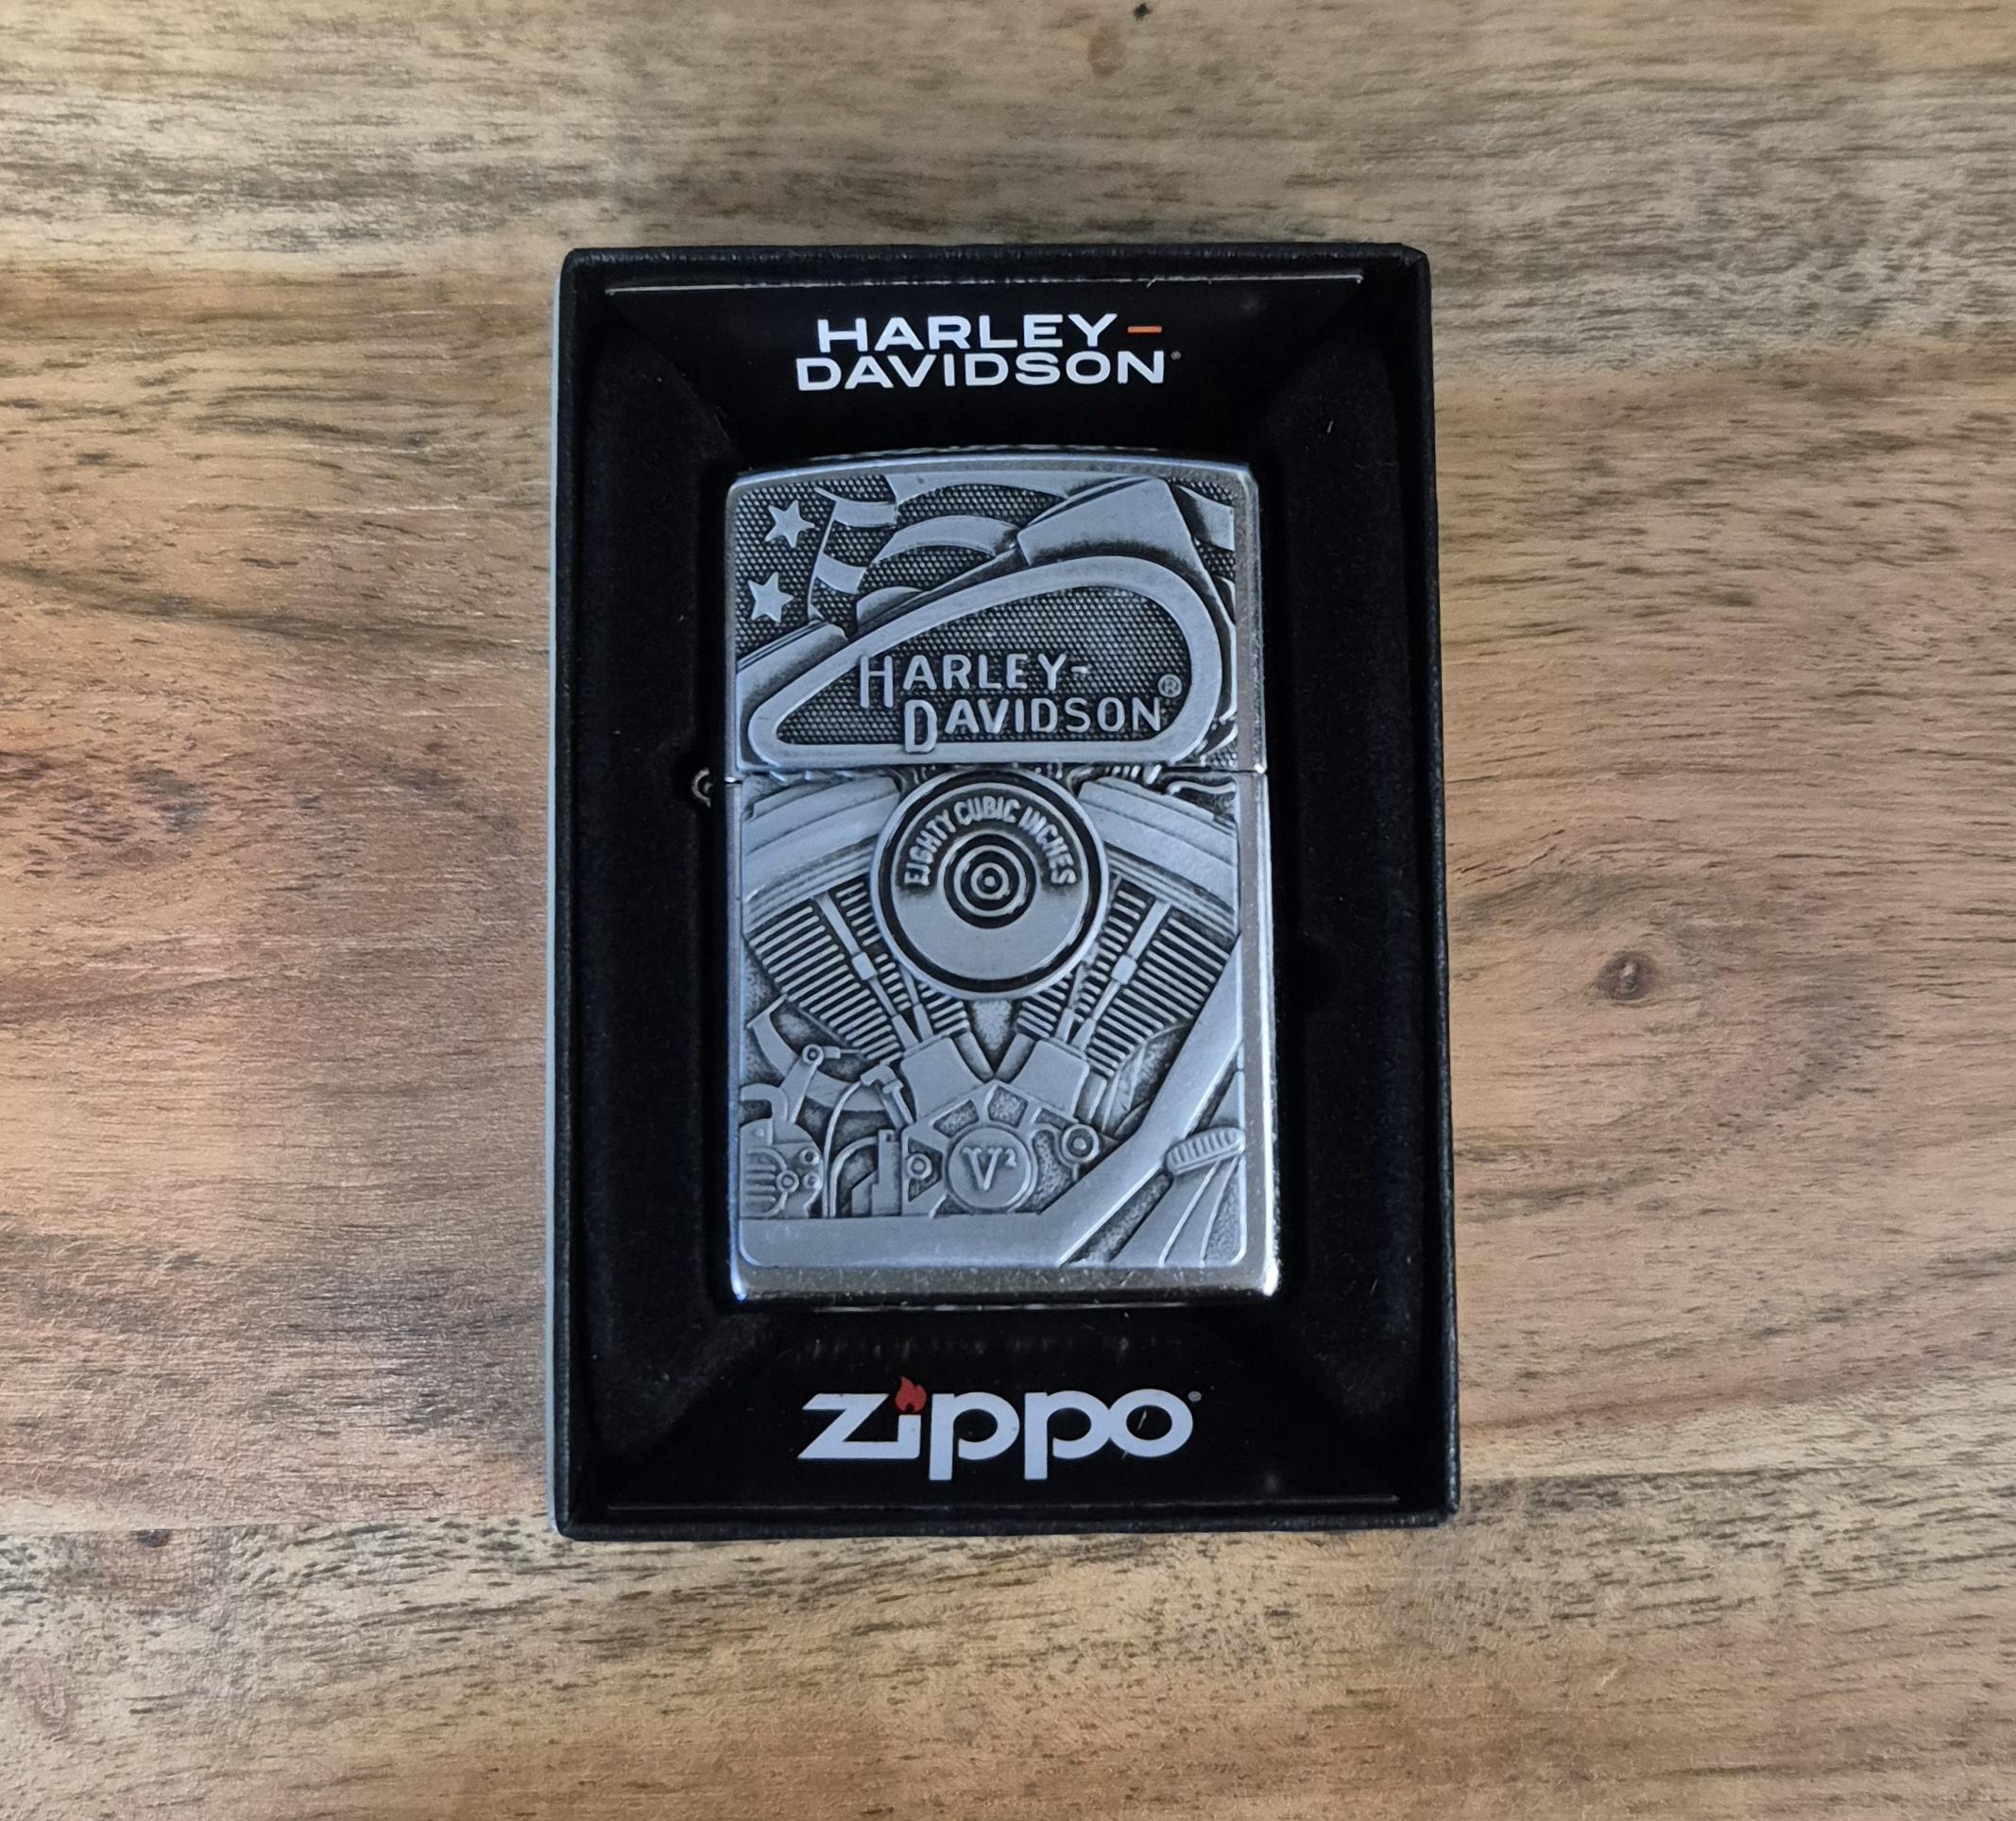 HARLEY-
DAVIDSON
HARLEY-
DAVIDSON®
EIGHTY CUBIC INCHES
V²
zippo